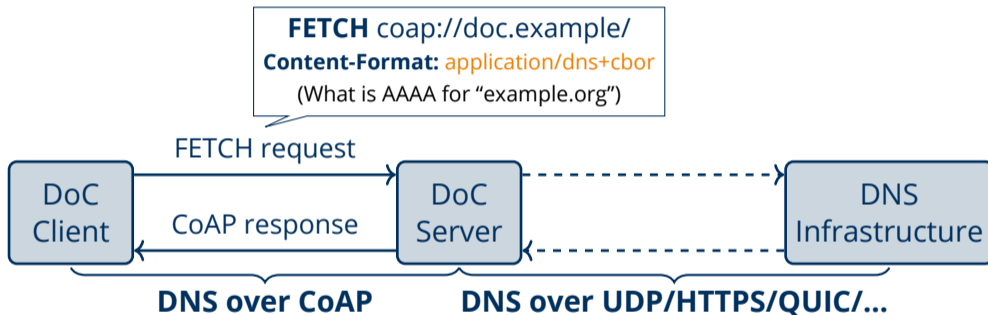 FETCH coap://doc.example/
Content-Format: application/dns+cbor
(What is AAAA for “example.org”)
FETCH request
DoC
Client
DoC
Server
DNS
Infrastructure
CoAP response
DNS over CoAP
DNS over UDP/HTTPS/QUIC/...